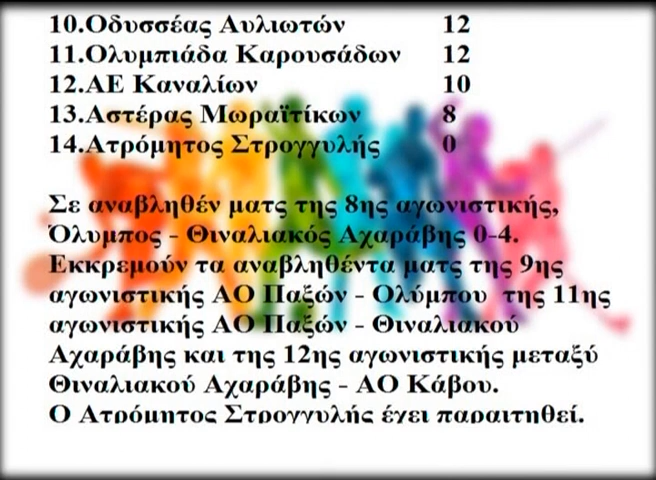 10.Οδυσσέας Αυλιωτών 12
11.Ολυμπιάδα Καρουσάδων 12
12.ΑΕ Καναλίων 10
13.Αστέρας Μωραϊτίκων 8
14.Ατρόμητος Στρογγυλής 0
Σε αναβληθέν ματς της 8ης αγωνιστικής,
Όλυμπος - Θιναλιακός Αχαράβης 0-4.
Εκκρεμούν τα αναβληθέντα ματς της 9ης
αγωνιστικής ΑΟ Παξών - Ολύμπου της 11ης
αγωνιστικής ΑΟ Παξών - Θιναλιακού
Αχαράβης και της 12ης αγωνιστικής μεταξύ
Θιναλιακού Αχαράβης - ΑΟ Κάβου.
Ο Ατρόμητος Στρογγυλής έχει παραιτηθεί.